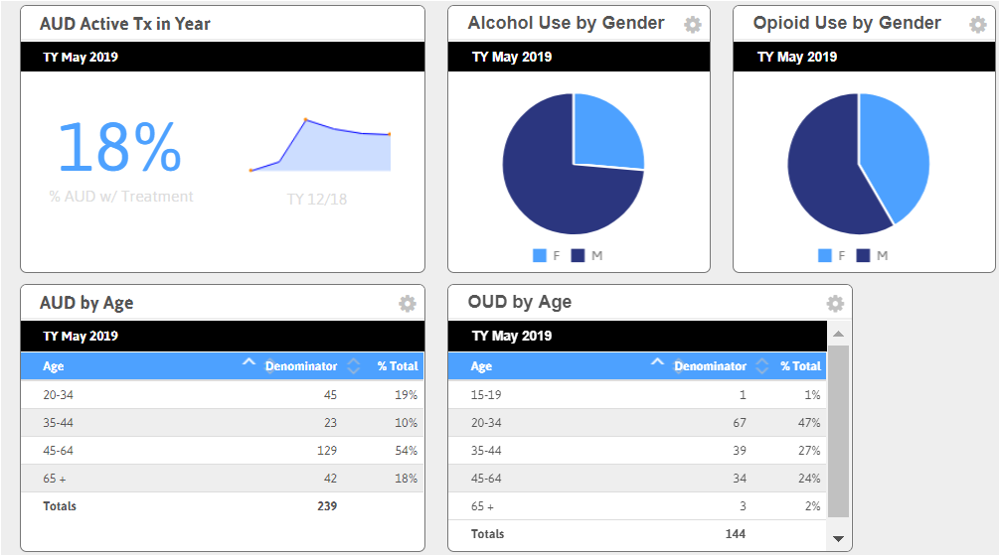 AUD Active Tx in Year
TY May 2019
18%
% AUD w/ Treatment
TY 12/18
Alcohol Use by Gender
TY May 2019
F M
Opioid Use by Gender
TY May 2019
F M
AUD by Age
TY May 2019
Age Denominator % Total
20-34 45 19%
35-44 23 10%
45-64 129 54%
65 + 42 18%
Totals 239
OUD by Age
TY May 2019
Age Denominator % Total
15-19 1 1%
20-34 67 47%
35-44 39 27%
45-64 34 24%
65 + 3 2%
Totals 144